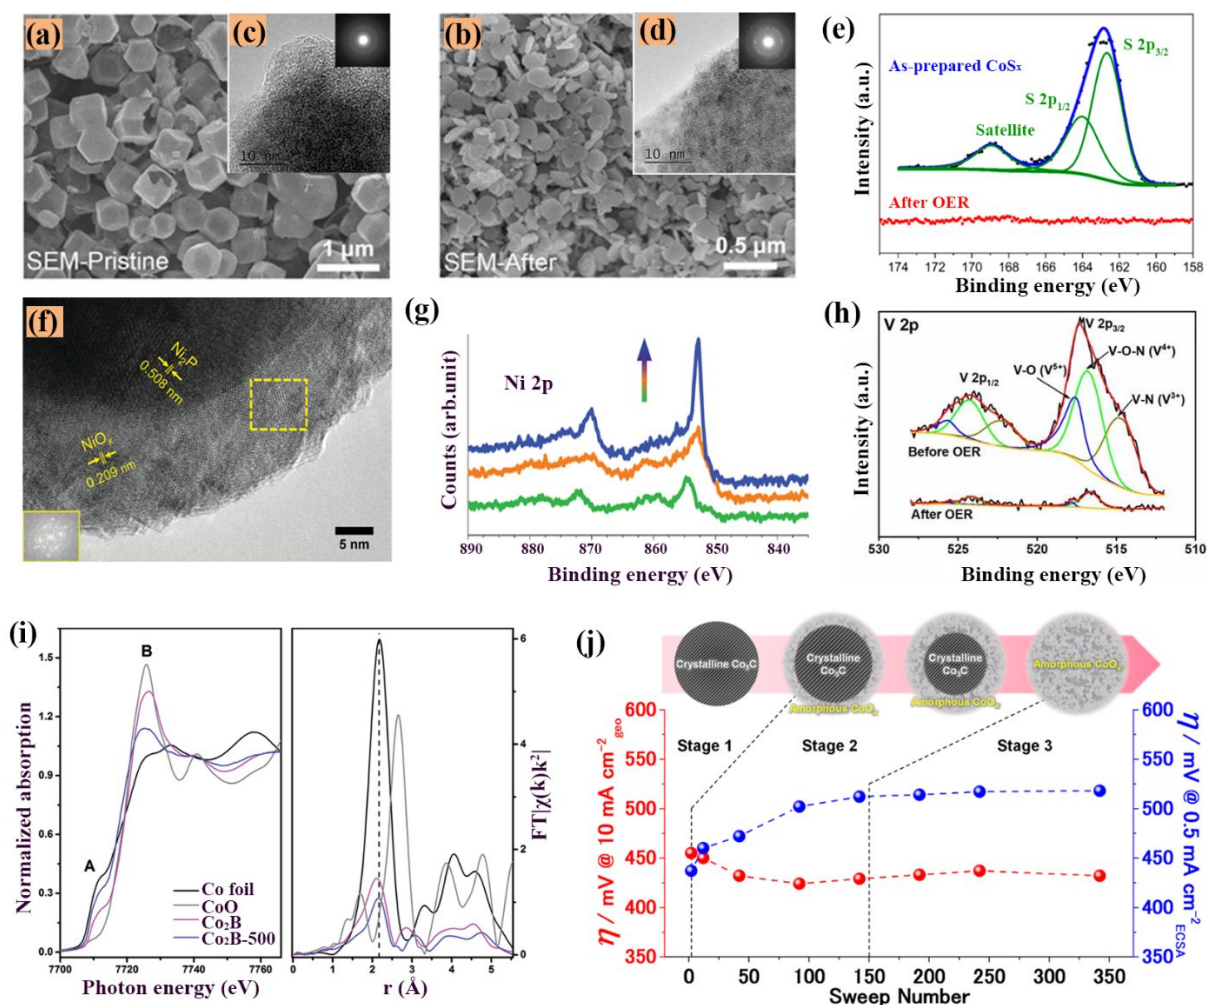 (a)
SEM-Pristine
1 µm
(c)
10 nm
(b)
SEM-After
0.5 µm
(d)
10 nm
(e)
As-prepared CoSₓ
S 2p₃/₂
S 2p₁/₂
Satellite
After OER
Intensity (a.u.)
174 172 170 168 166 164 162 160 158
Binding energy (eV)
(f)
Ni₂P
0.508 nm
NiOₓ
0.209 nm
5 nm
(g)
Ni 2p
Counts (arb.unit)
890 880 870 860 850 840
Binding energy (eV)
(h)
V 2p
V 2p₃/₂
V-O-N (V⁴⁺)
V-O (V⁵⁺)
V 2p₁/₂
V-N (V³⁺)
Before OER
After OER
Intensity (a.u.)
530 525 520 515 510
Binding energy (eV)
(i)
Normalized absorption
1.5
1.2
0.9
0.6
0.3
0.0
A
B
Co foil
CoO
Co₂B
Co₂B-500
7700 7720 7740 7760
Photon energy (eV)
6
4
2
0
FT|χ(k)k²|
0 1 2 3 4 5
r (Å)
(j)
Crystalline Co₃C
Crystalline
Co₃C
Amorphous CoOₓ
Crystalline
Co₃C
Amorphous CoOₓ
Amorphous CoOₓ
Stage 1
Stage 2
Stage 3
η / mV @ 10 mA cm⁻² geo
600
550
500
450
400
350
600
550
500
450
400
350
η / mV @ 0.5 mA cm⁻² ECSA
0 50 100 150 200 250 300 350
Sweep Number